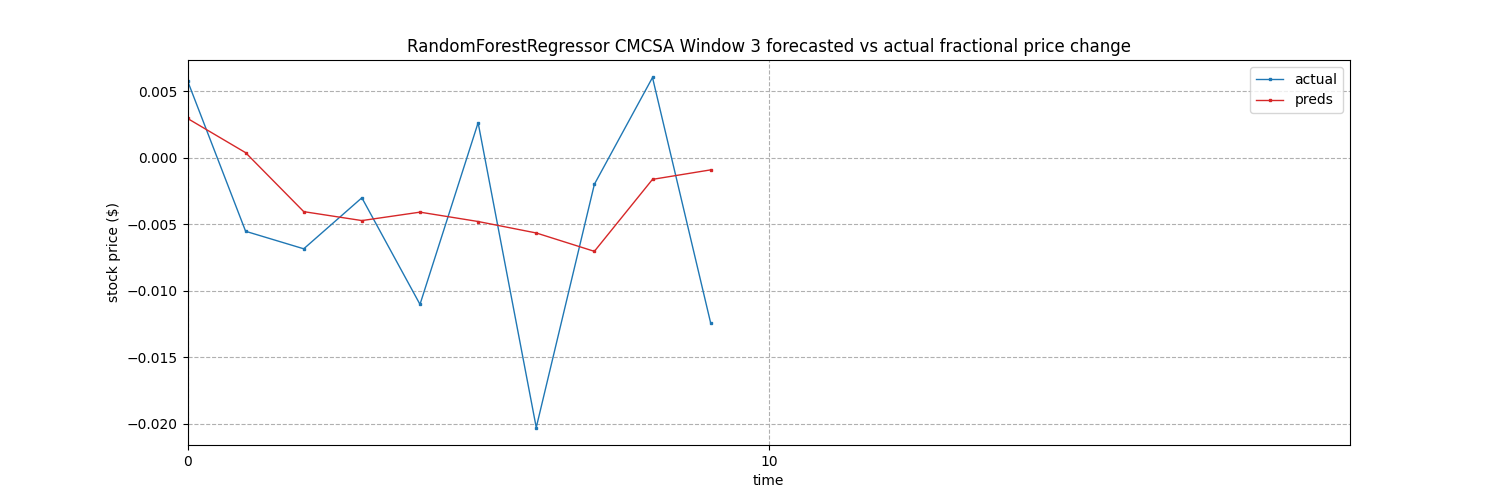 RandomForestRegressor CMCSA Window 3 forecasted vs actual fractional price change
actual
preds
0.005
0.000
−0.005
−0.010
−0.015
−0.020
stock price ($)
0
10
time